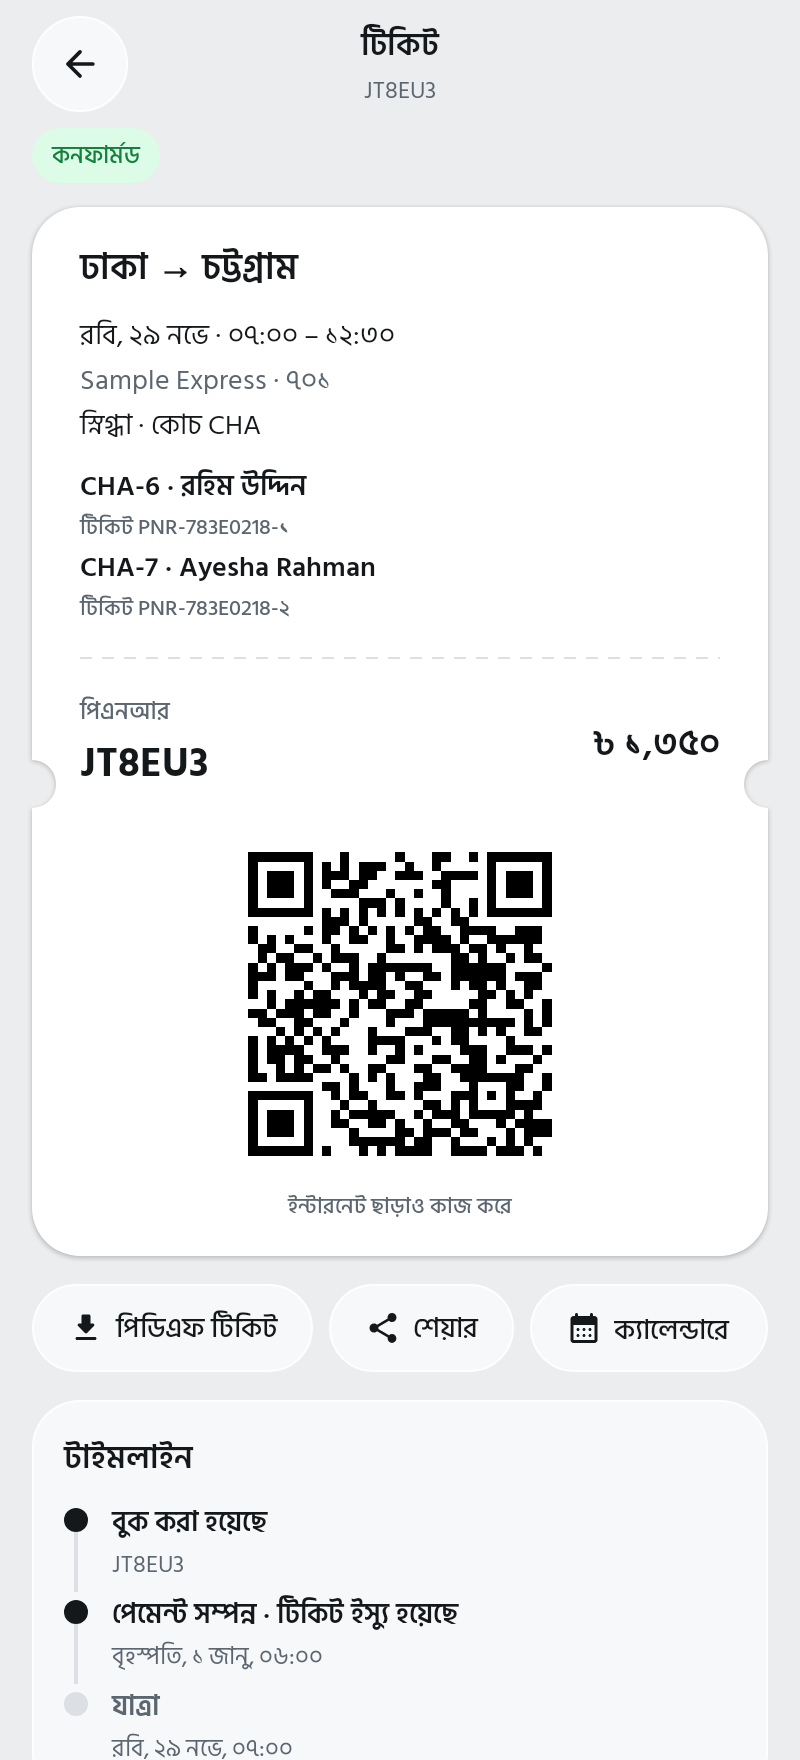 টিকিট
JT8EU3
কনফার্মড
ঢাকা → চট্টগ্রাম
রবি, ২৯ নভে · ০৭:০০ – ১২:৩০
Sample Express · ৭০১
স্নিগ্ধা · কোচ CHA
CHA-6 · রহিম উদ্দিন
টিকিট PNR-783E0218-১
CHA-7 · Ayesha Rahman
টিকিট PNR-783E0218-২
পিএনআর
JT8EU3
৳ ১,৩৫০
ইন্টারনেট ছাড়াও কাজ করে
পিডিএফ টিকিট
শেয়ার
ক্যালেন্ডারে
টাইমলাইন
বুক করা হয়েছে
JT8EU3
পেমেন্ট সম্পন্ন · টিকিট ইস্যু হয়েছে
বৃহস্পতি, ১ জানু, ০৬:০০
যাত্রা
রবি, ২৯ নভে, ০৭:০০